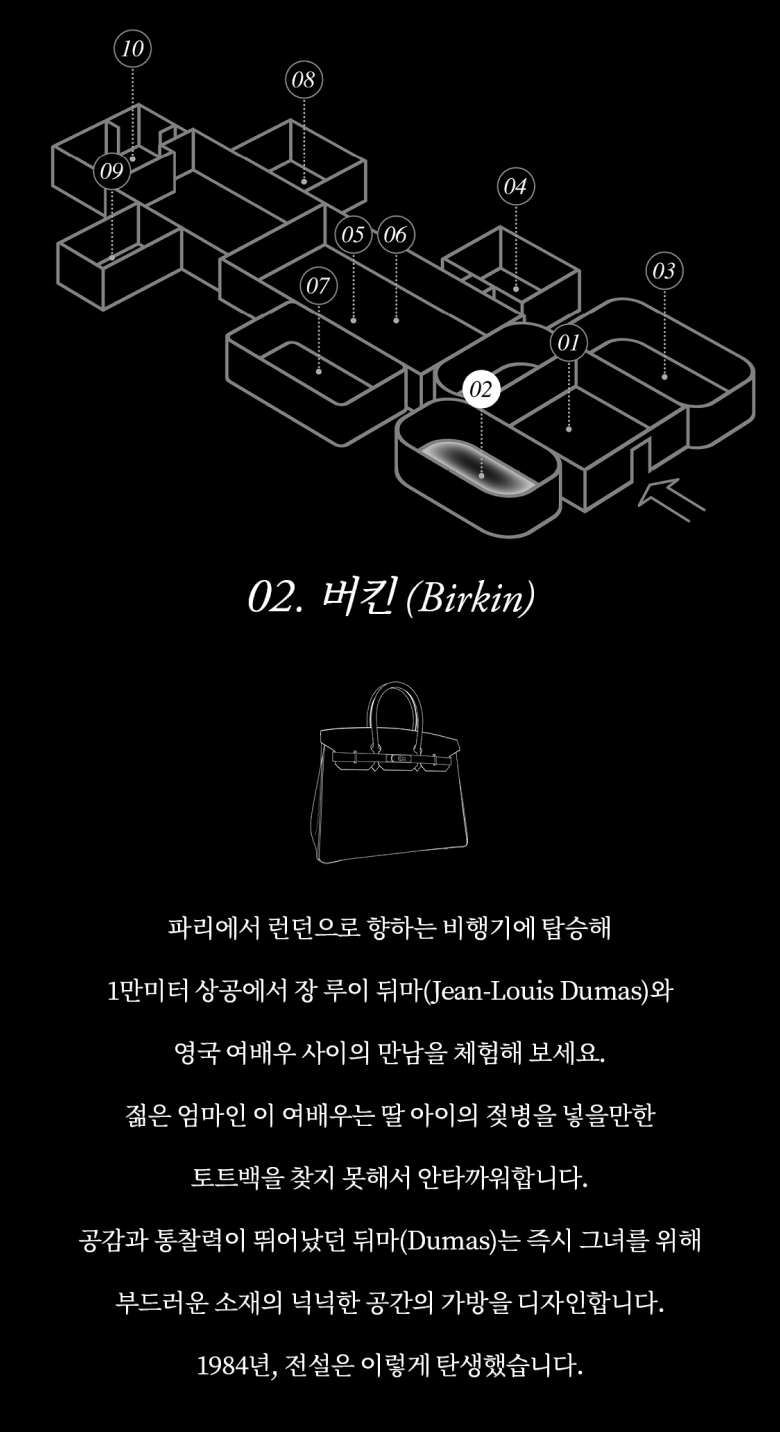 10
08
09
04
05 06
03
07
01
02
02. 버킨 (Birkin)
파리에서 런던으로 향하는 비행기에 탑승해
1만미터 상공에서 장 루이 뒤마(Jean-Louis Dumas)와
영국 여배우 사이의 만남을 체험해 보세요.
젊은 엄마인 이 여배우는 딸 아이의 젖병을 넣을만한
토트백을 찾지 못해서 안타까워합니다.
공감과 통찰력이 뛰어났던 뒤마(Dumas)는 즉시 그녀를 위해
부드러운 소재의 넉넉한 공간의 가방을 디자인합니다.
1984년, 전설은 이렇게 탄생했습니다.